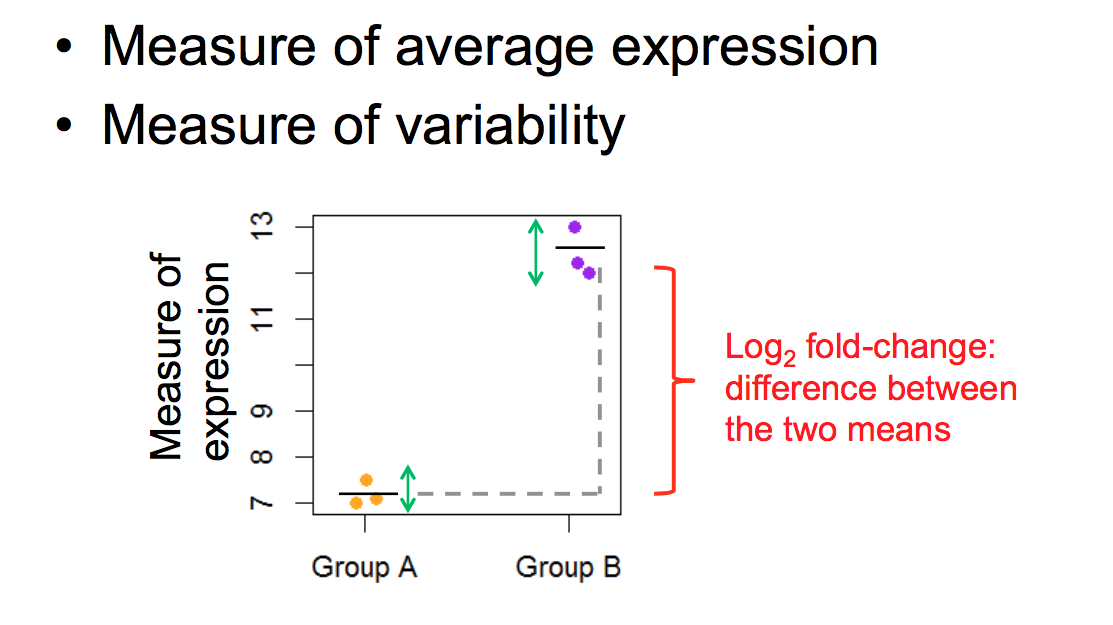 • Measure of average expression
• Measure of variability
Measure of
expression
13
11
9
8
7
Group A
Group B
Log₂ fold-change:
difference between
the two means